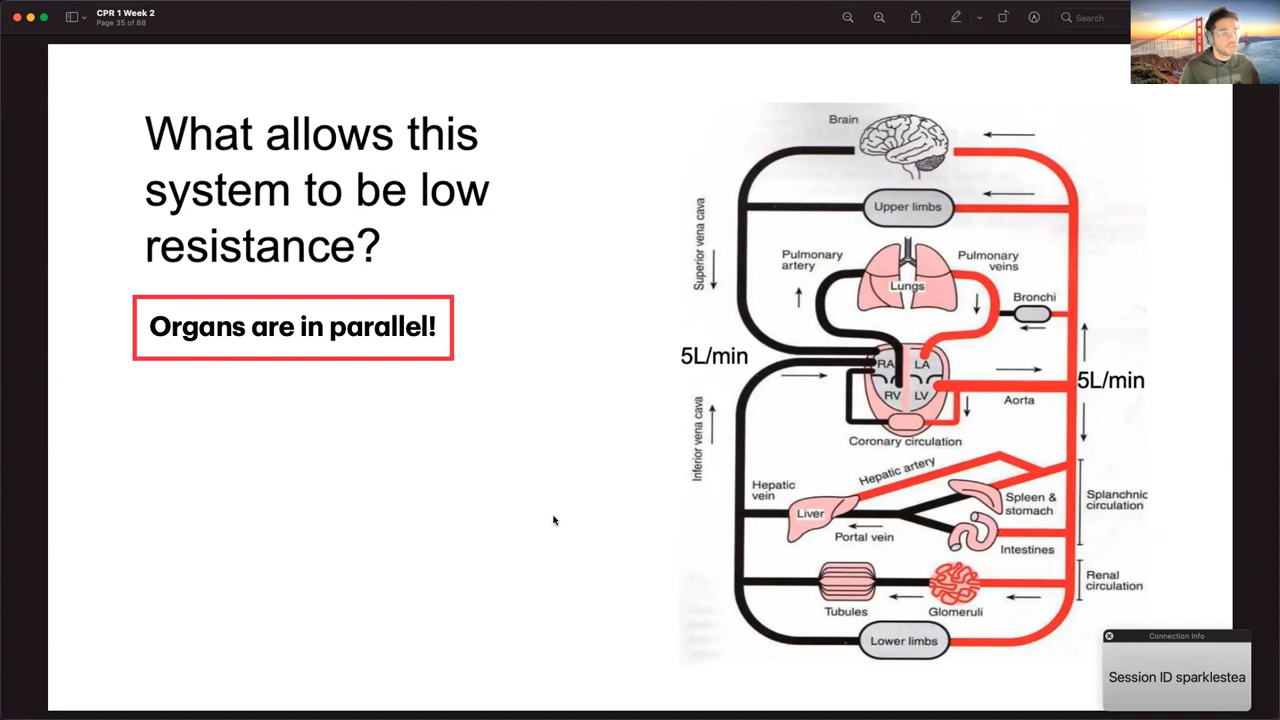 CPR 1 Week 2
Page 35 of 88
Search
What allows this
system to be low
resistance?
Organs are in parallel!
Brain
Upper limbs
Superior vena cava
Pulmonary
artery
Lungs
Pulmonary
veins
Bronchi
5L/min
RA
LA
RV
LV
5L/min
Aorta
Coronary circulation
Inferior vena cava
Hepatic artery
Hepatic
vein
Liver
Portal vein
Spleen &
stomach
Intestines
Splanchnic
circulation
Renal
circulation
Tubules
Glomeruli
Lower limbs
Connection Info
Session ID sparklestea